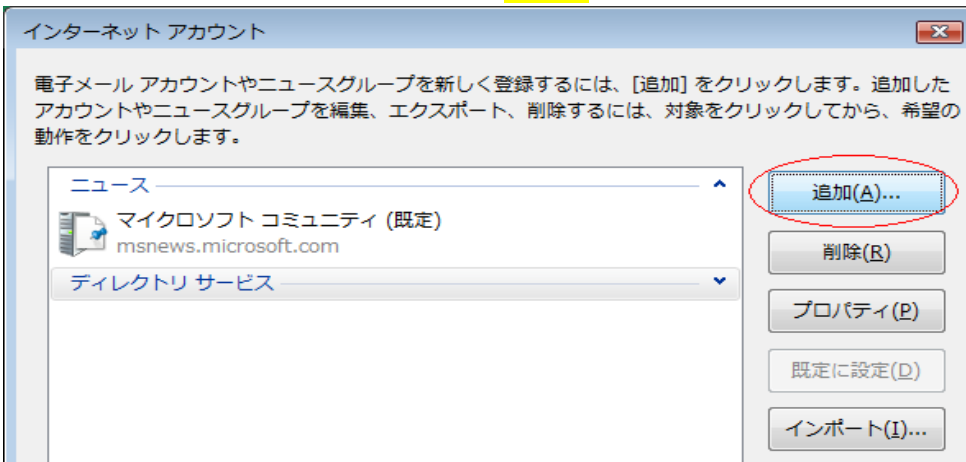 インターネット アカウント
電子メール アカウントやニュースグループを新しく登録するには、[追加] をクリックします。追加した
アカウントやニュースグループを編集、エクスポート、削除するには、対象をクリックしてから、希望の
動作をクリックします。
ニュース
マイクロソフト コミュニティ (既定)
msnews.microsoft.com
ディレクトリ サービス
追加(A)...
削除(R)
プロパティ(P)
既定に設定(D)
インポート(I)...